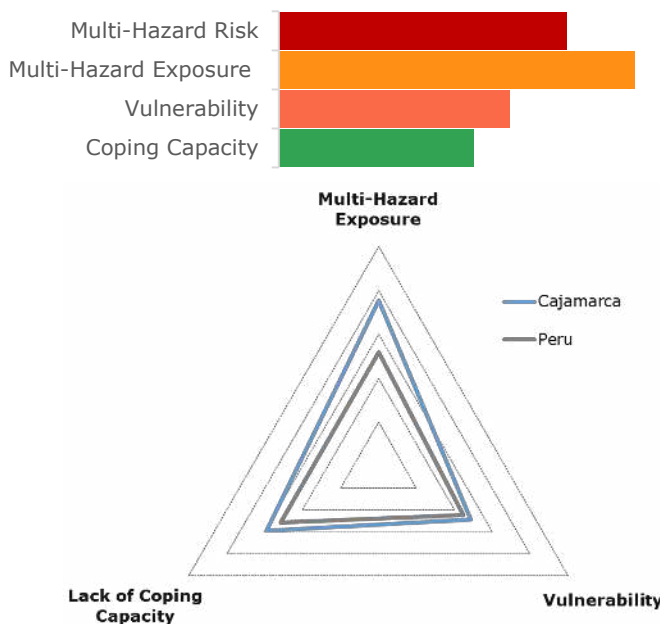 Multi-Hazard Risk
Multi-Hazard Exposure
Vulnerability
Coping Capacity
Multi-Hazard
Exposure
Cajamarca
Peru
Lack of Coping
Capacity
Vulnerability